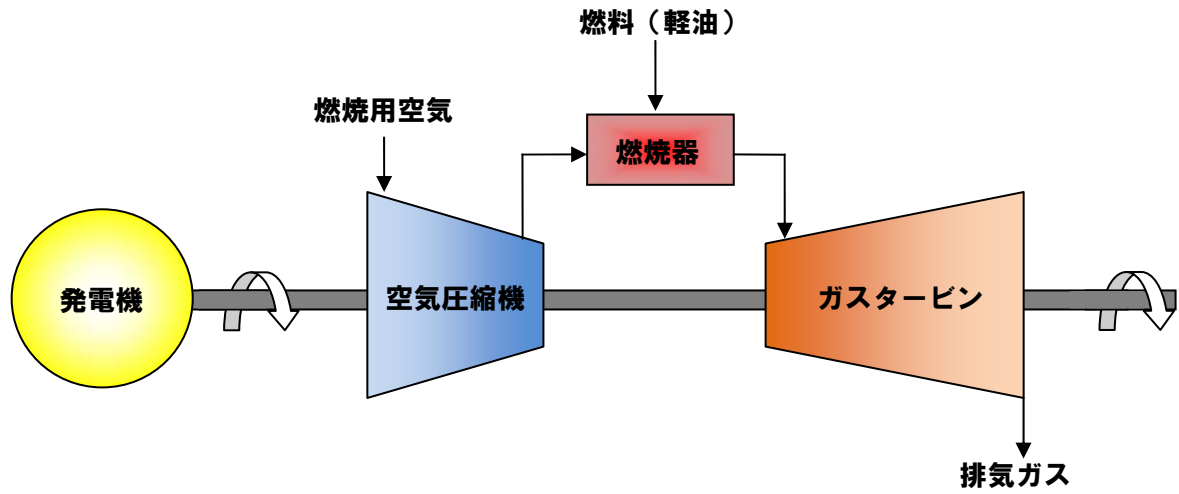 燃料（軽油）
燃焼用空気
燃焼器
発電機
空気圧縮機
ガスタービン
排気ガス